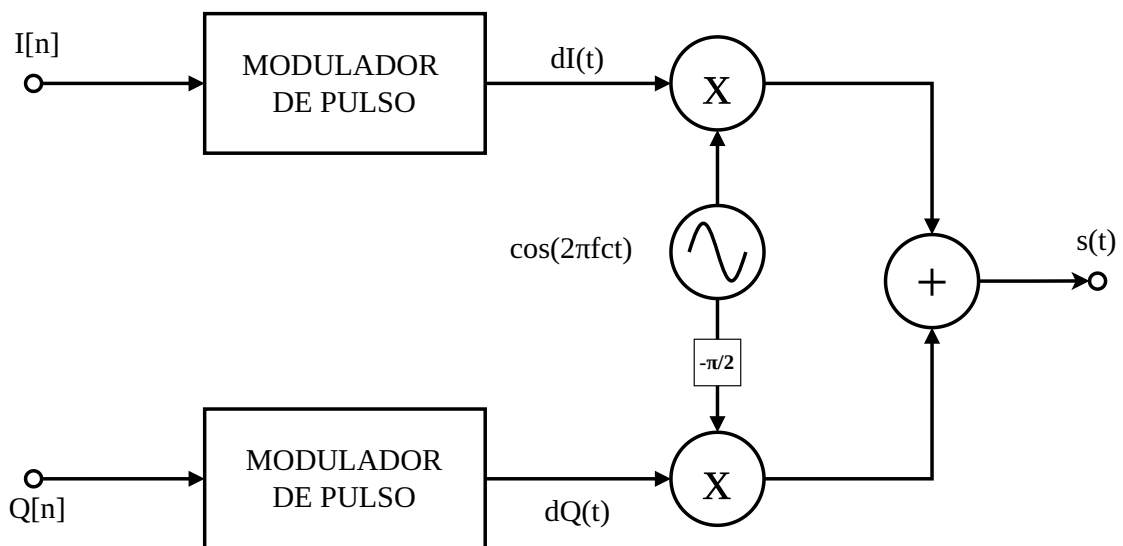 I[n]
MODULADOR
DE PULSO
dI(t)
X
cos(2πfct)
s(t)
+
-π/2
MODULADOR
DE PULSO
Q[n]
dQ(t)
X